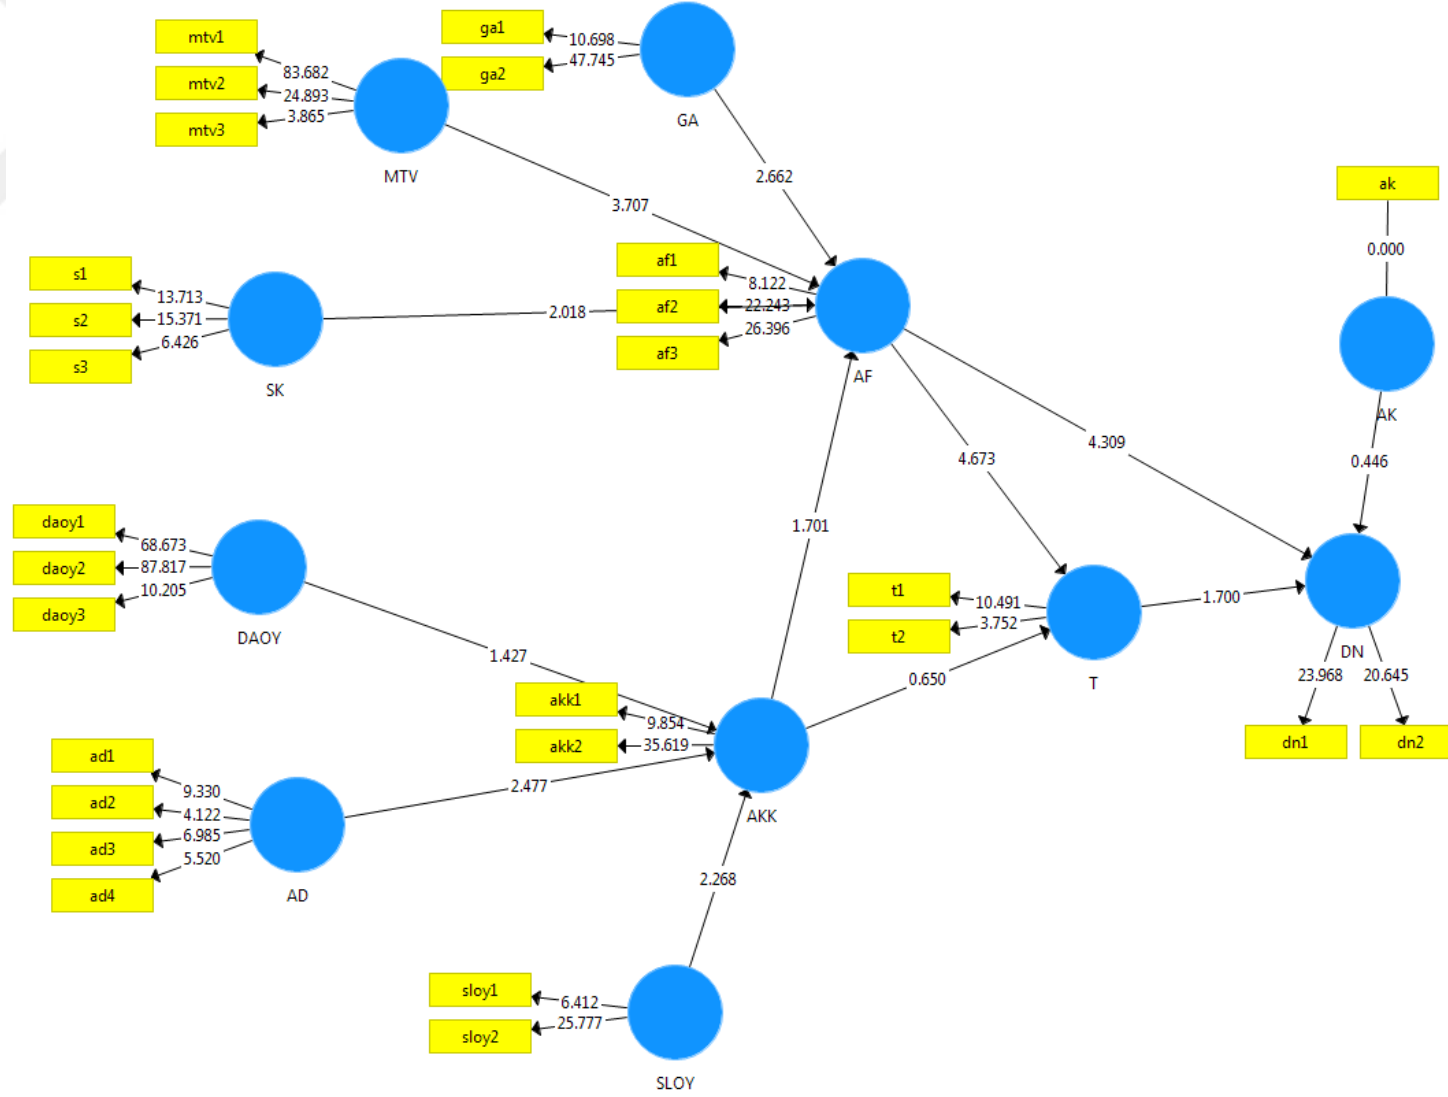 mtv1
mtv2
mtv3
83.682
24.893
3.865
MTV
ga1
ga2
10.698
47.745
GA
2.662
3.707
ak
0.000
AK
0.446
s1
s2
s3
13.713
15.371
6.426
SK
2.018
af1
af2
af3
8.122
22.243
26.396
AF
4.309
4.673
1.701
daoy1
daoy2
daoy3
68.673
87.817
10.205
DAOY
1.427
t1
t2
10.491
3.752
T
1.700
DN
23.968
20.645
dn1
dn2
0.650
akk1
akk2
9.854
35.619
AKK
2.477
ad1
ad2
ad3
ad4
9.330
4.122
6.985
5.520
AD
2.268
sloy1
sloy2
6.412
25.777
SLOY